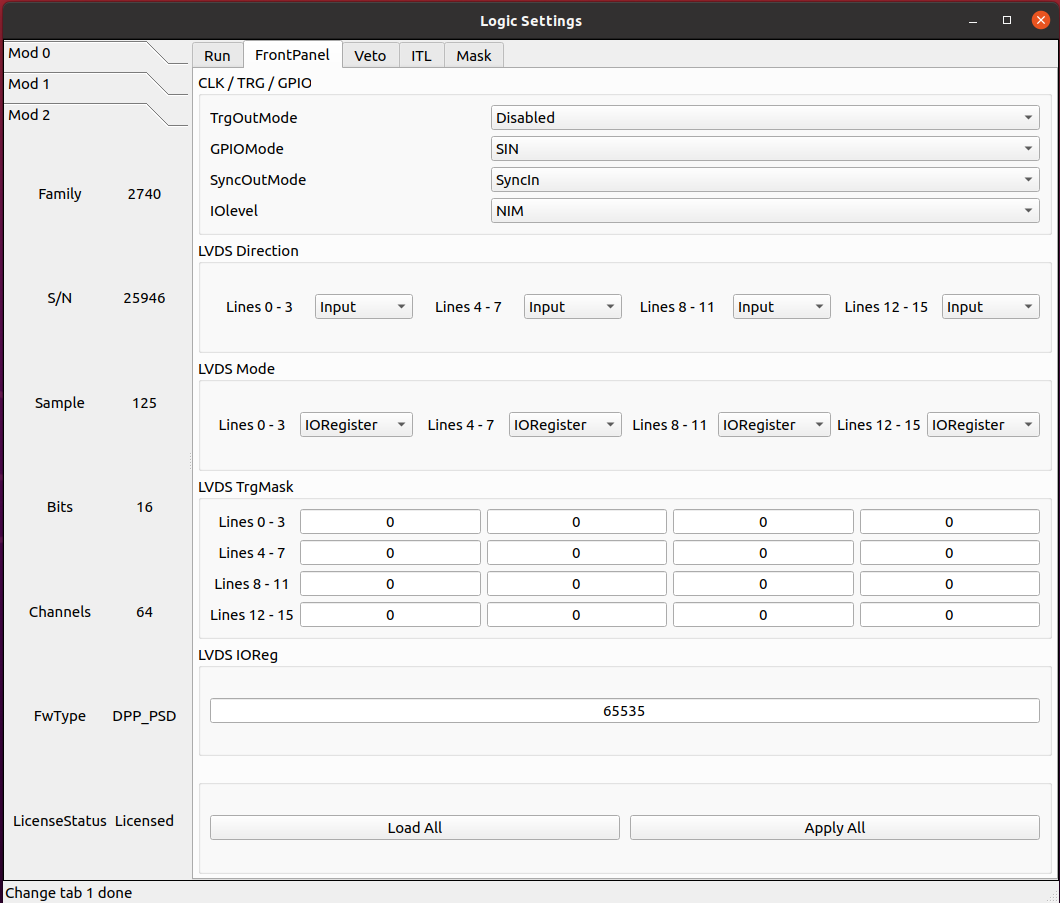 Logic Settings
Mod 0
Mod 1
Mod 2
Family 2740
S/N 25946
Sample 125
Bits 16
Channels 64
FwType DPP_PSD
LicenseStatus Licensed
Run FrontPanel Veto ITL Mask
CLK / TRG / GPIO
TrgOutMode Disabled
GPIOMode SIN
SyncOutMode SyncIn
IOlevel NIM
LVDS Direction
Lines 0 - 3 Input Lines 4 - 7 Input Lines 8 - 11 Input Lines 12 - 15 Input
LVDS Mode
Lines 0 - 3 IORegister Lines 4 - 7 IORegister Lines 8 - 11 IORegister Lines 12 - 15 IORegister
LVDS TrgMask
Lines 0 - 3 0 0 0 0
Lines 4 - 7 0 0 0 0
Lines 8 - 11 0 0 0 0
Lines 12 - 15 0 0 0 0
LVDS IOReg
65535
Load All Apply All
Change tab 1 done